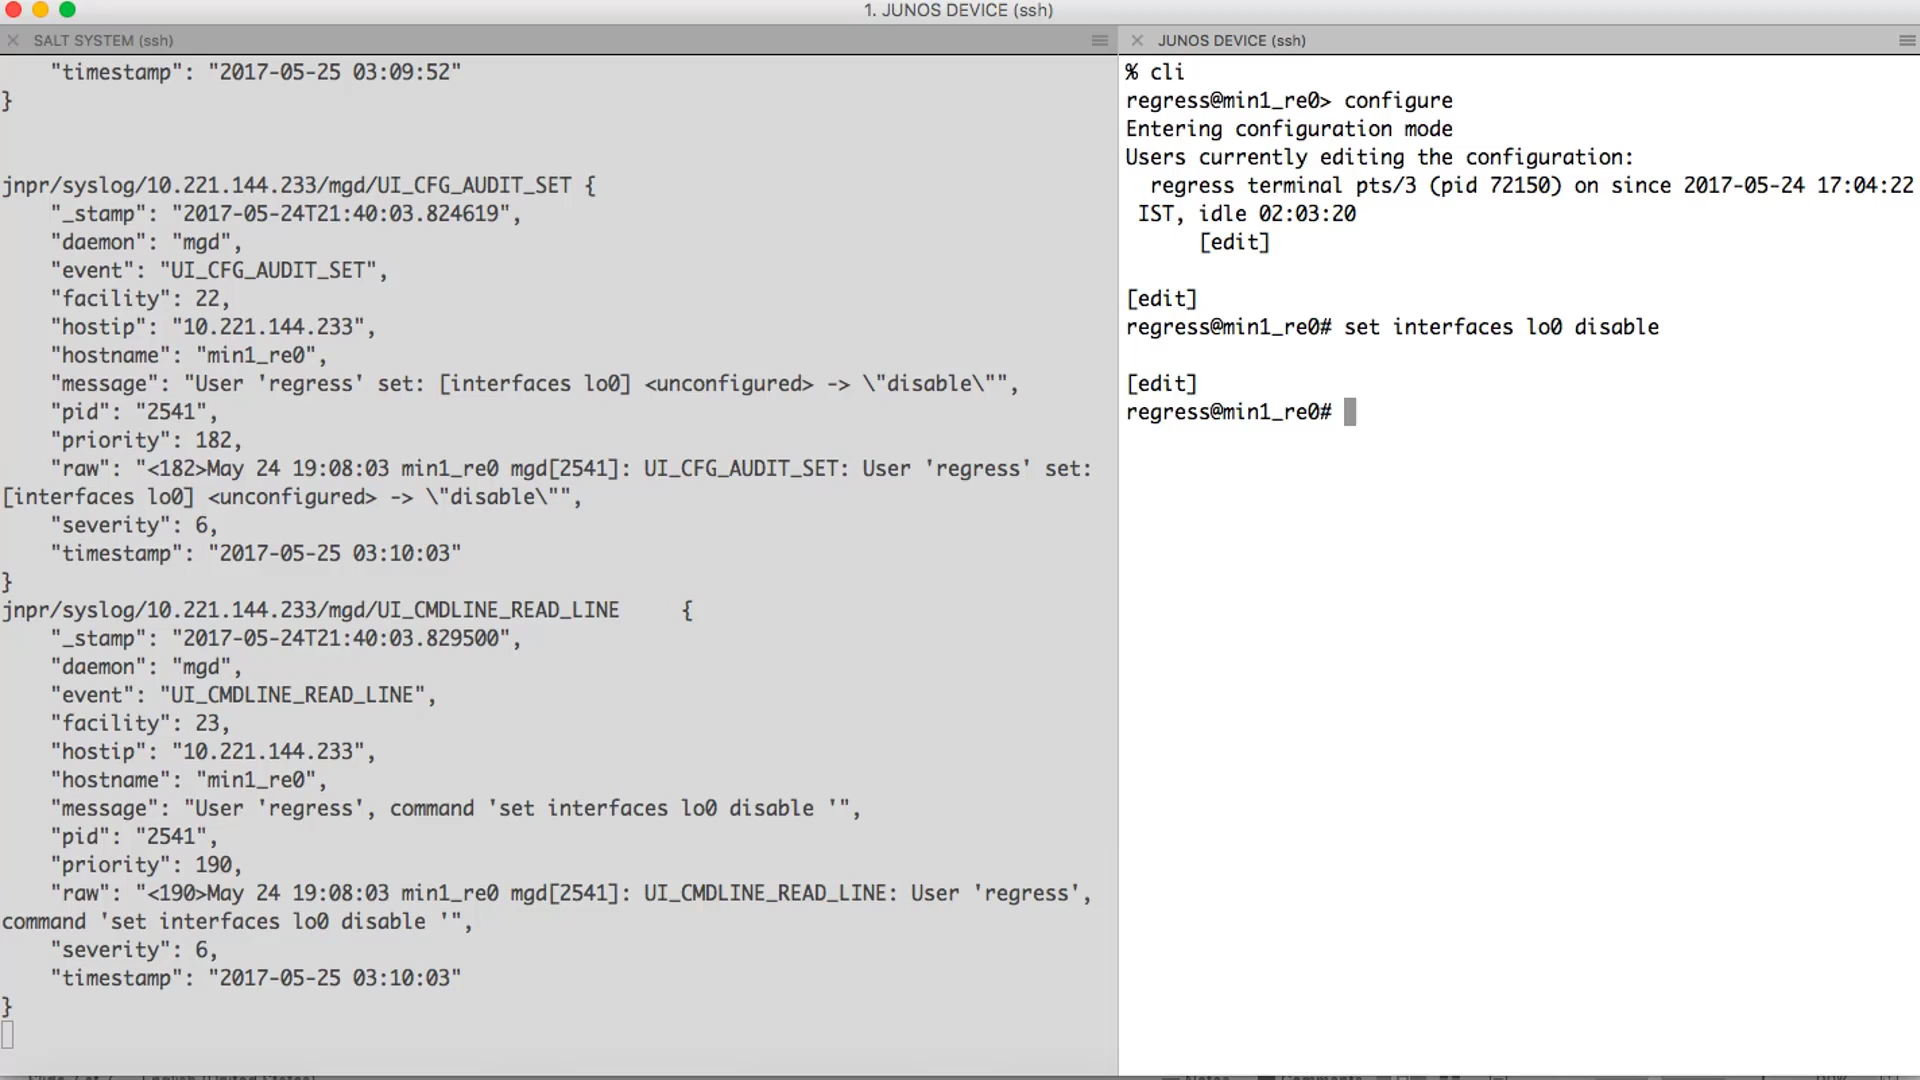 1. JUNOS DEVICE (ssh)
SALT SYSTEM (ssh)
"timestamp": "2017-05-25 03:09:52"
}
jnpr/syslog/10.221.144.233/mgd/UI_CFG_AUDIT_SET {
"_stamp": "2017-05-24T21:40:03.824619",
"daemon": "mgd",
"event": "UI_CFG_AUDIT_SET",
"facility": 22,
"hostip": "10.221.144.233",
"hostname": "min1_re0",
"message": "User 'regress' set: [interfaces lo0] <unconfigured> -> \"disable\"",
"pid": "2541",
"priority": 182,
"raw": "<182>May 24 19:08:03 min1_re0 mgd[2541]: UI_CFG_AUDIT_SET: User 'regress' set:
[interfaces lo0] <unconfigured> -> \"disable\"",
"severity": 6,
"timestamp": "2017-05-25 03:10:03"
}
jnpr/syslog/10.221.144.233/mgd/UI_CMDLINE_READ_LINE {
"_stamp": "2017-05-24T21:40:03.829500",
"daemon": "mgd",
"event": "UI_CMDLINE_READ_LINE",
"facility": 23,
"hostip": "10.221.144.233",
"hostname": "min1_re0",
"message": "User 'regress', command 'set interfaces lo0 disable '",
"pid": "2541",
"priority": 190,
"raw": "<190>May 24 19:08:03 min1_re0 mgd[2541]: UI_CMDLINE_READ_LINE: User 'regress',
command 'set interfaces lo0 disable '",
"severity": 6,
"timestamp": "2017-05-25 03:10:03"
}
JUNOS DEVICE (ssh)
% cli
regress@min1_re0> configure
Entering configuration mode
Users currently editing the configuration:
regress terminal pts/3 (pid 72150) on since 2017-05-24 17:04:22
IST, idle 02:03:20
[edit]
[edit]
regress@min1_re0# set interfaces lo0 disable
[edit]
regress@min1_re0#